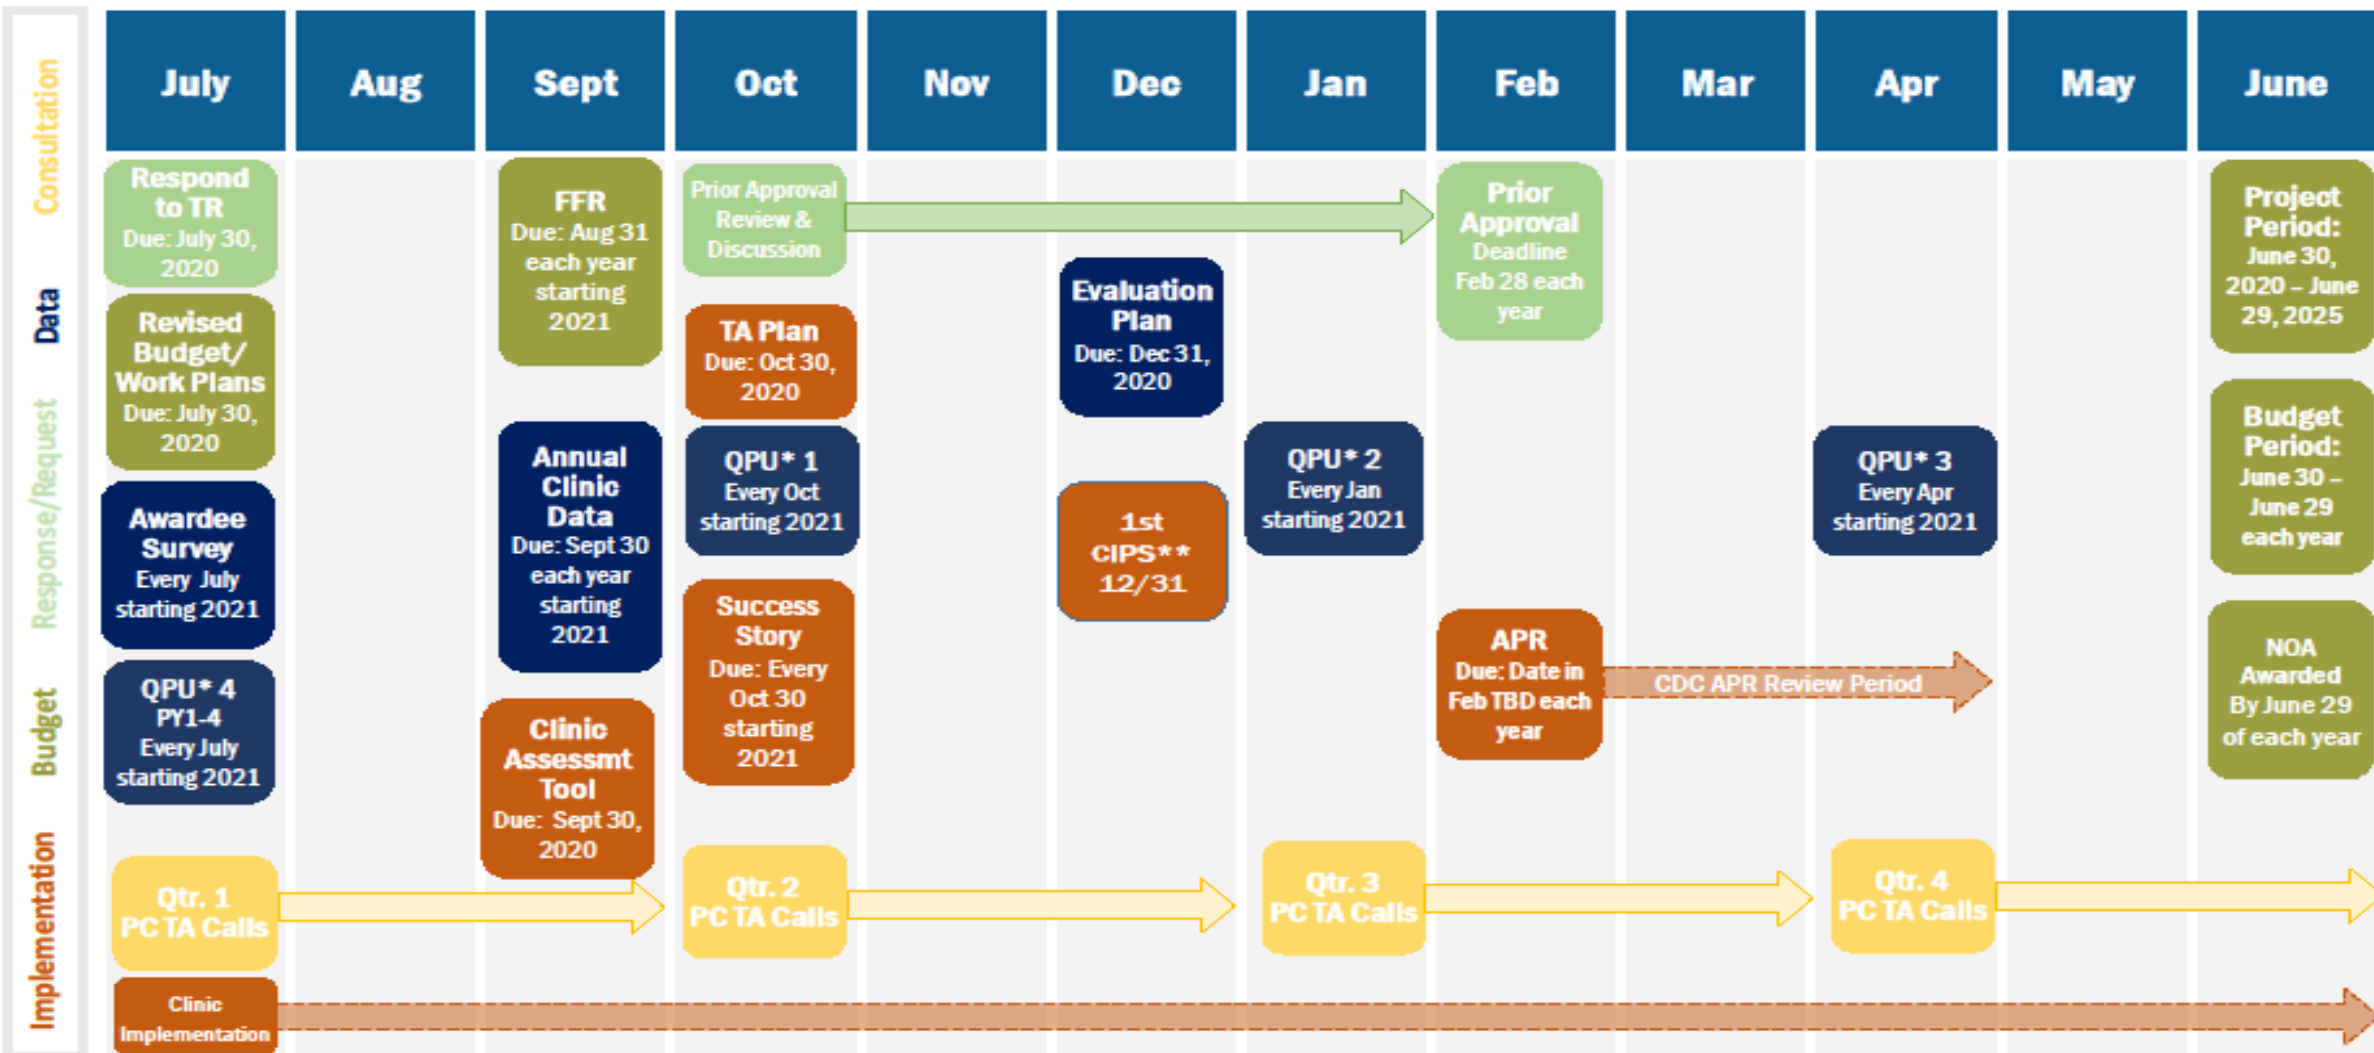 July
Aug
Sept
Oct
Nov
Dec
Jan
Feb
Mar
Apr
May
June
Consultation
Data
Response/Request
Budget
Implementation
Respond
to TR
Due: July 30,
2020
Revised
Budget/
Work Plans
Due: July 30,
2020
Awardee
Survey
Every July
starting 2021
QPU* 4
PY1-4
Every July
starting 2021
Qtr. 1
PC TA Calls
Clinic
Implementation
FFR
Due: Aug 31
each year
starting
2021
Annual
Clinic
Data
Due: Sept 30
each year
starting
2021
Clinic
Assessmt
Tool
Due: Sept 30,
2020
Prior Approval
Review &
Discussion
TA Plan
Due: Oct 30,
2020
QPU* 1
Every Oct
starting 2021
Success
Story
Due: Every
Oct 30
starting
2021
Qtr. 2
PC TA Calls
Evaluation
Plan
Due: Dec 31,
2020
1st
CIPS**
12/31
QPU* 2
Every Jan
starting 2021
Qtr. 3
PC TA Calls
Prior
Approval
Deadline
Feb 28 each
year
APR
Due: Date in
Feb TBD each
year
CDC APR Review Period
QPU* 3
Every Apr
starting 2021
Qtr. 4
PC TA Calls
Project
Period:
June 30,
2020 – June
29, 2025
Budget
Period:
June 30 –
June 29
each year
NOA
Awarded
By June 29
of each year